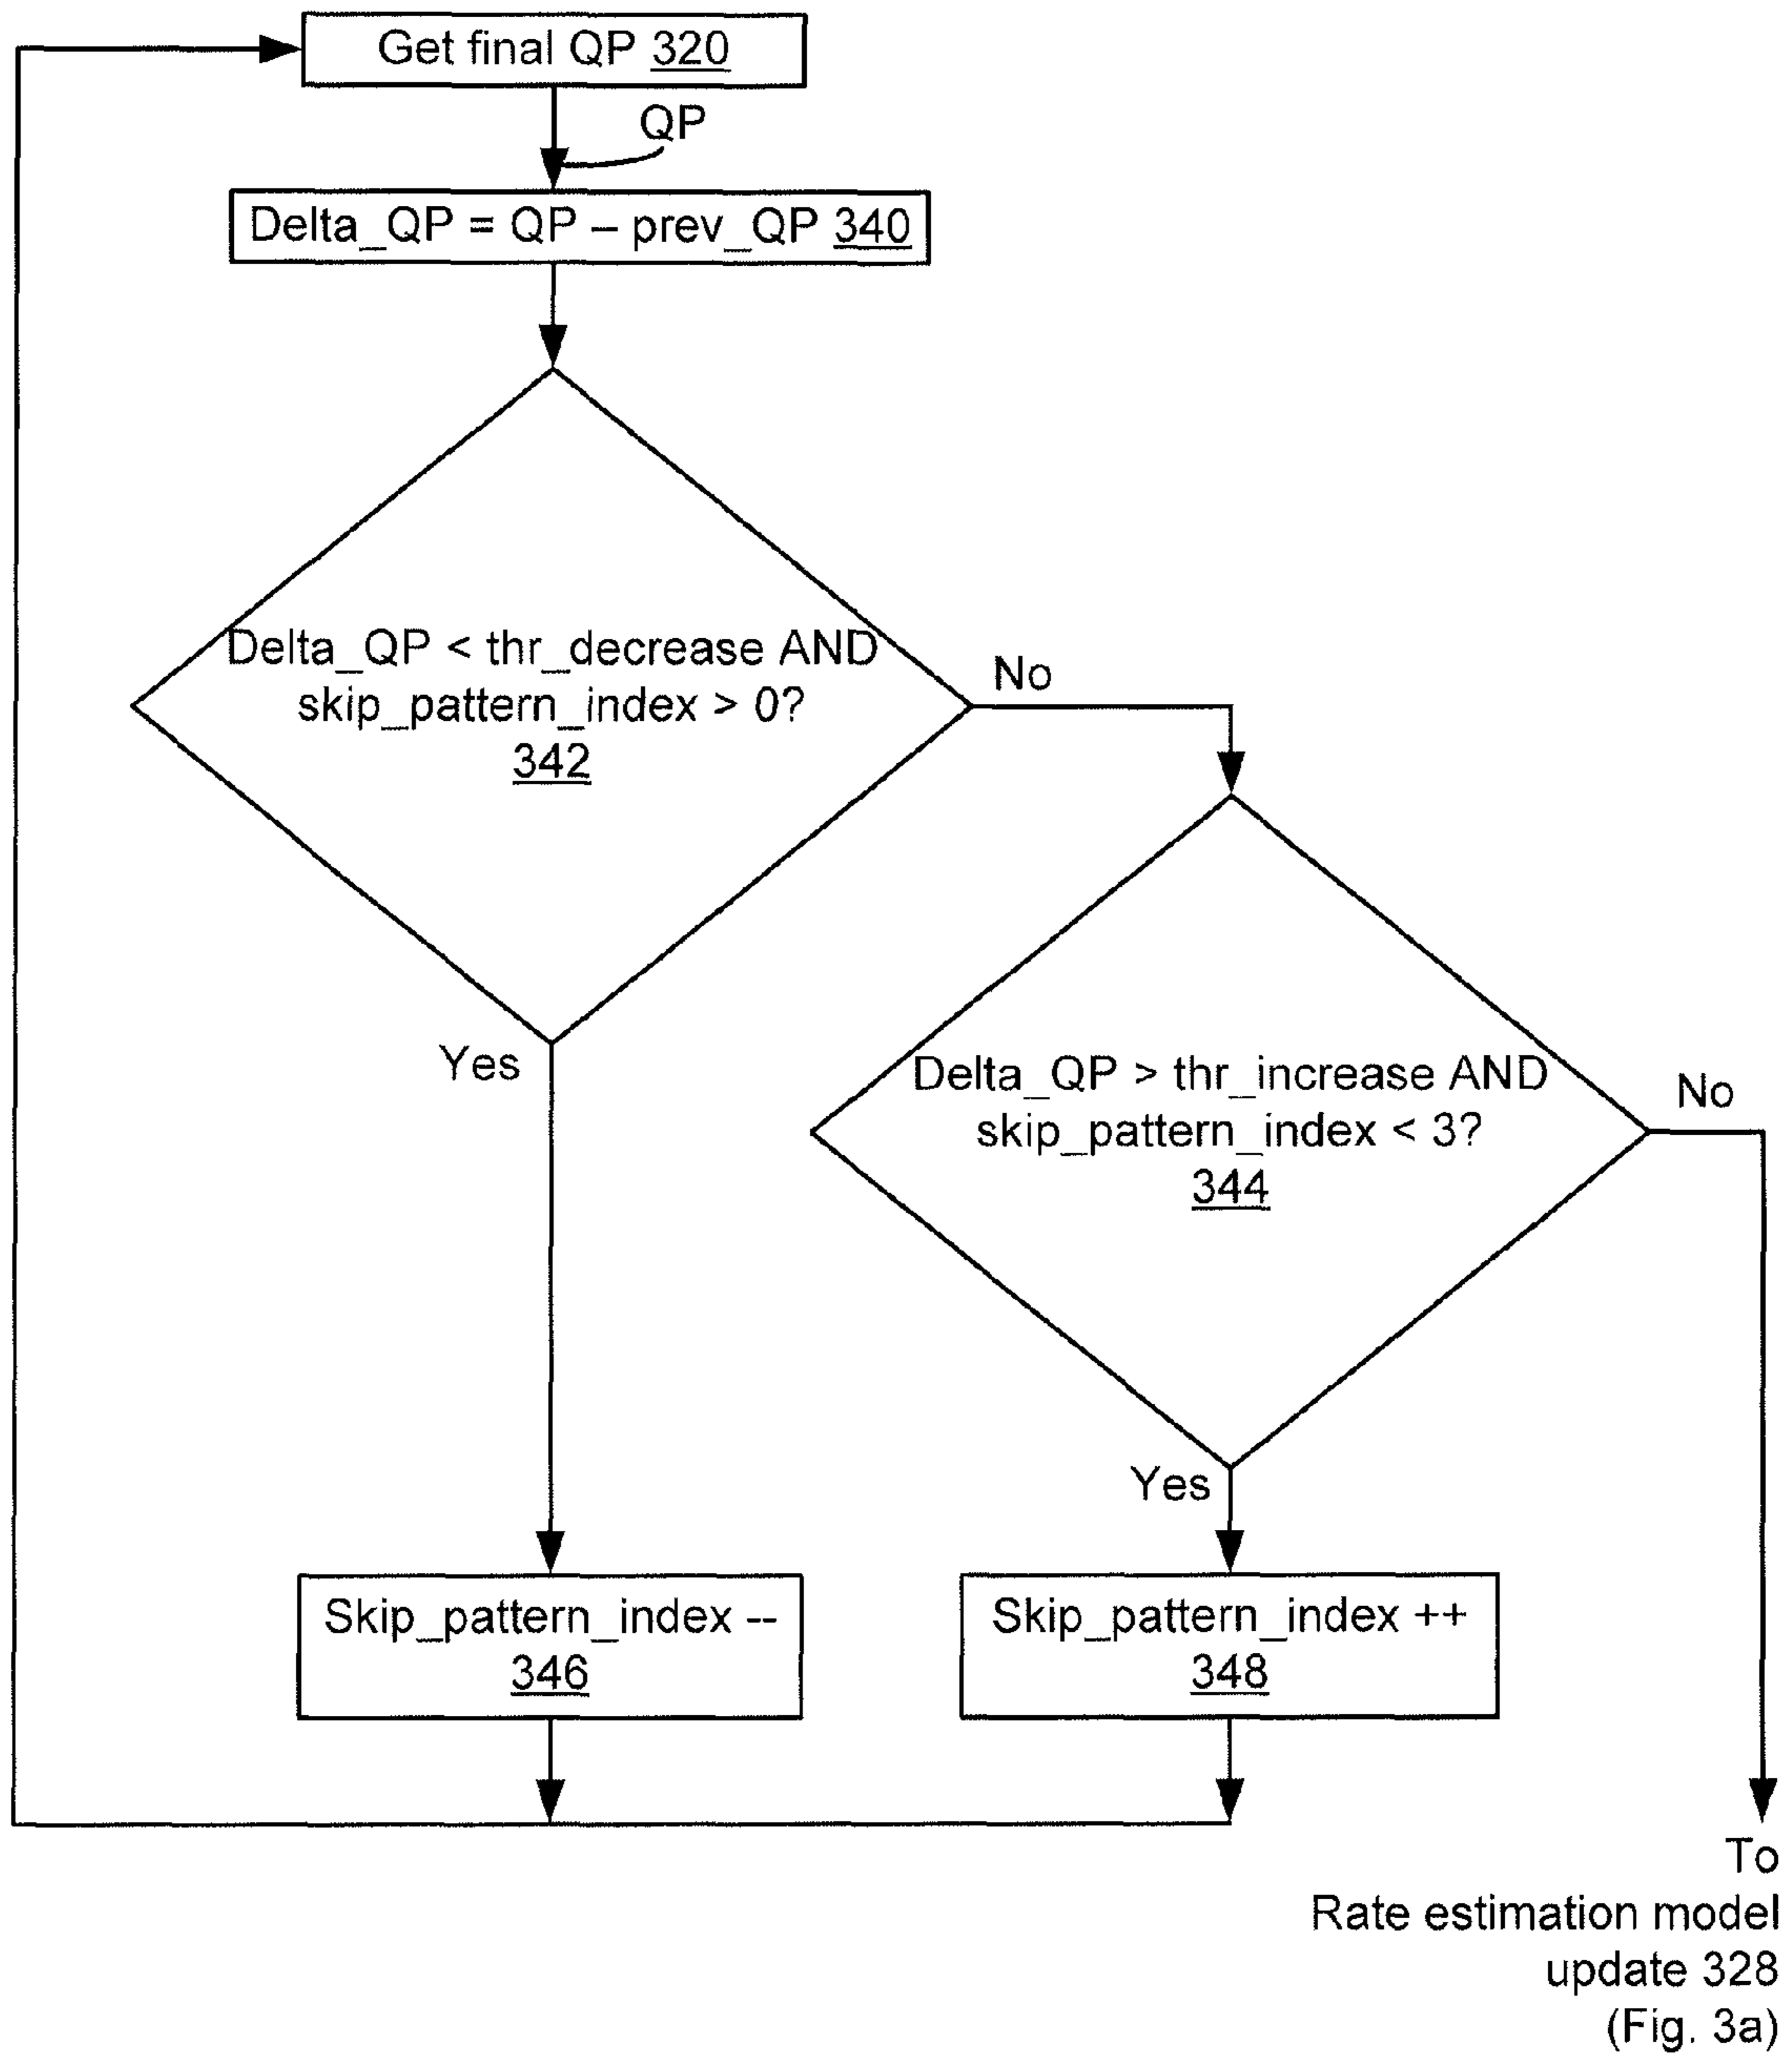 Get final QP 320
QP
Delta_QP = QP – prev_QP 340
Delta_QP < thr_decrease AND
skip_pattern_index > 0?
342
No
Yes
Delta_QP > thr_increase AND
skip_pattern_index < 3?
344
No
Yes
Skip_pattern_index --
346
Skip_pattern_index ++
348
To
Rate estimation model
update 328
(Fig. 3a)